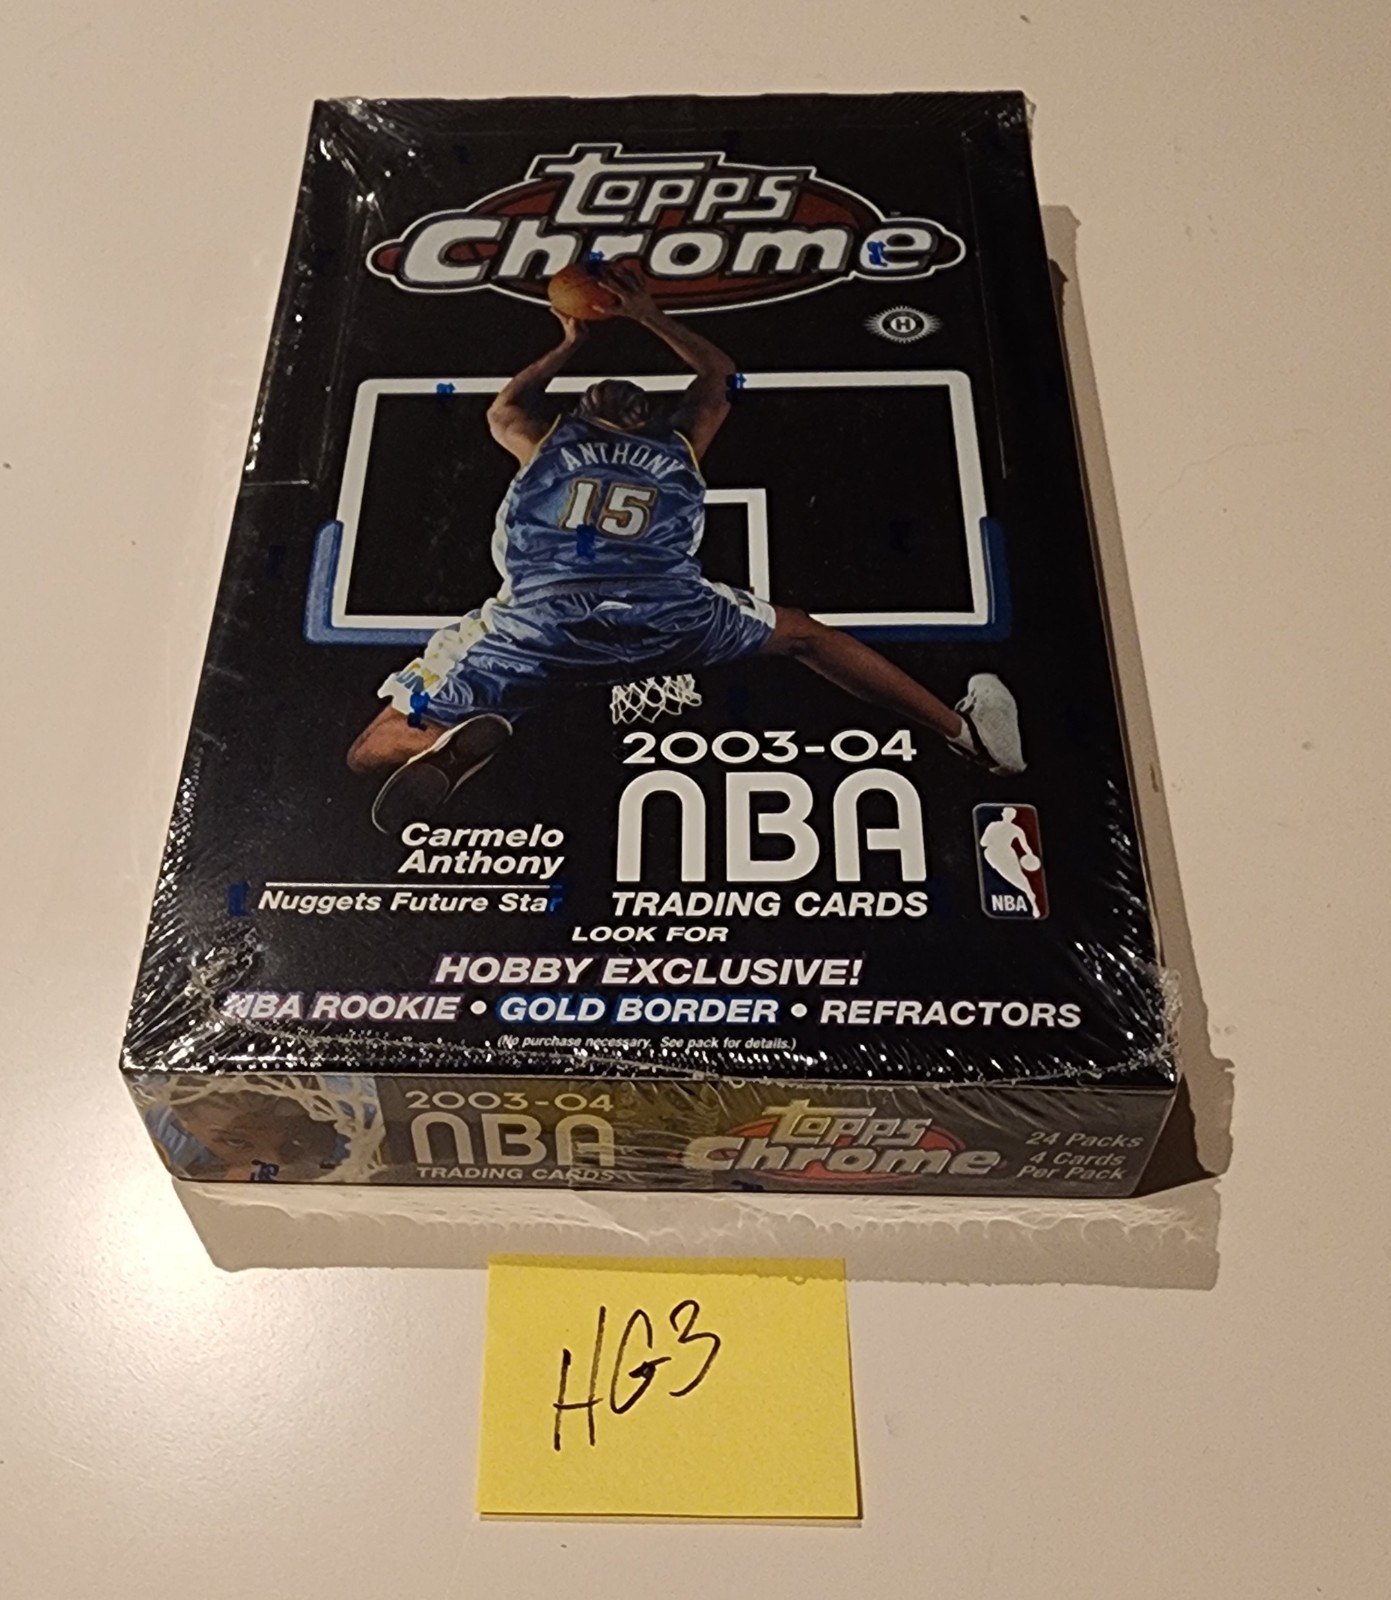 Topps
Chrome
H
ANTHONY
15
2003-04
NBA
TRADING CARDS
Carmelo
Anthony
Nuggets Future Star
NBA
LOOK FOR
HOBBY EXCLUSIVE!
NBA ROOKIE • GOLD BORDER • REFRACTORS
(No purchase necessary. See pack for details.)
2003-04
NBA
TRADING CARDS
Topps
Chrome
24 Packs
4 Cards
Per Pack
HG3